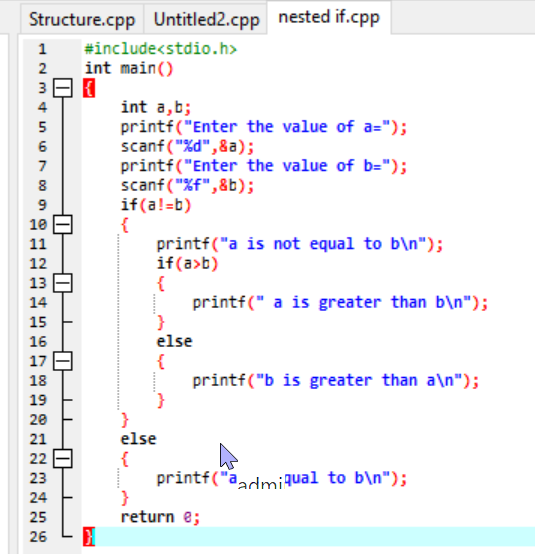 Structure.cpp Untitled2.cpp nested if.cpp
1 #include<stdio.h>
2 int main()
3 {
4 int a,b;
5 printf("Enter the value of a=");
6 scanf("%d",&a);
7 printf("Enter the value of b=");
8 scanf("%f",&b);
9 if(a!=b)
10 {
11 printf("a is not equal to b\n");
12 if(a>b)
13 {
14 printf(" a is greater than b\n");
15 }
16 else
17 {
18 printf("b is greater than a\n");
19 }
20 }
21 else
22 {
23 printf("a admi qual to b\n");
24 }
25 return 0;
26 }